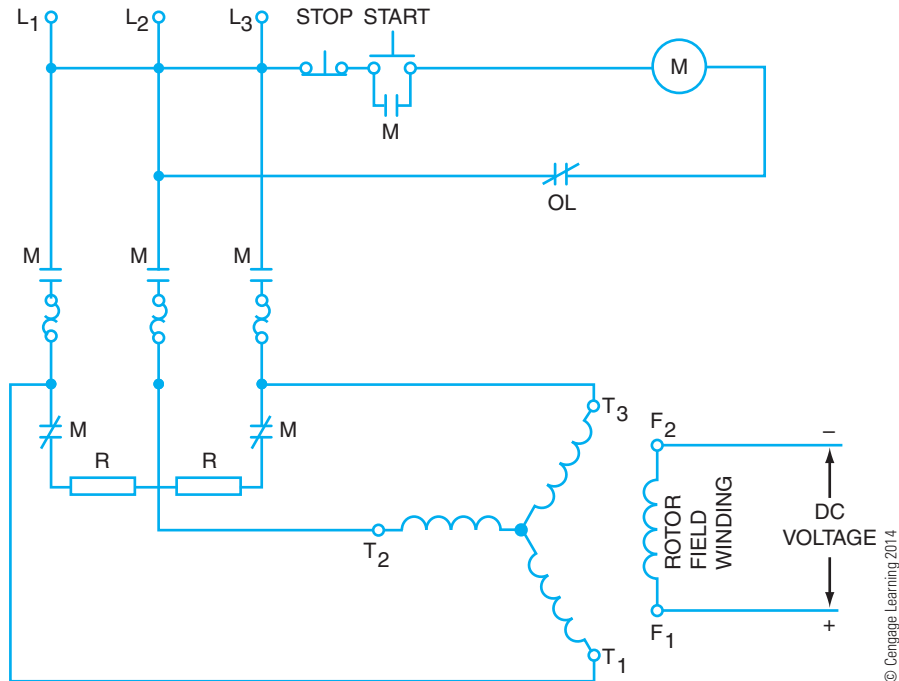 L1
L2
L3
STOP START
M
M
OL
M
M
M
M
M
R
R
T3
T2
T1
F2
F1
ROTOR
FIELD
WINDING
–
DC
VOLTAGE
+
© Cengage Learning 2014